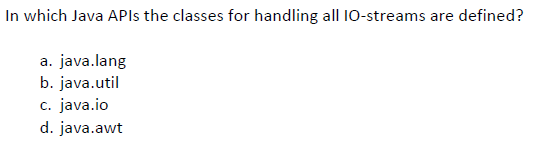 In which Java APIs the classes for handling all IO-streams are defined?
a. java.lang
b. java.util
c. java.io
d. java.awt